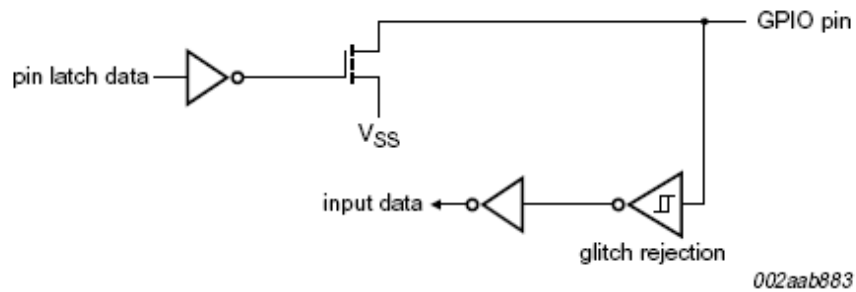 GPIO pin
pin latch data
VSS
input data
glitch rejection
002aab883